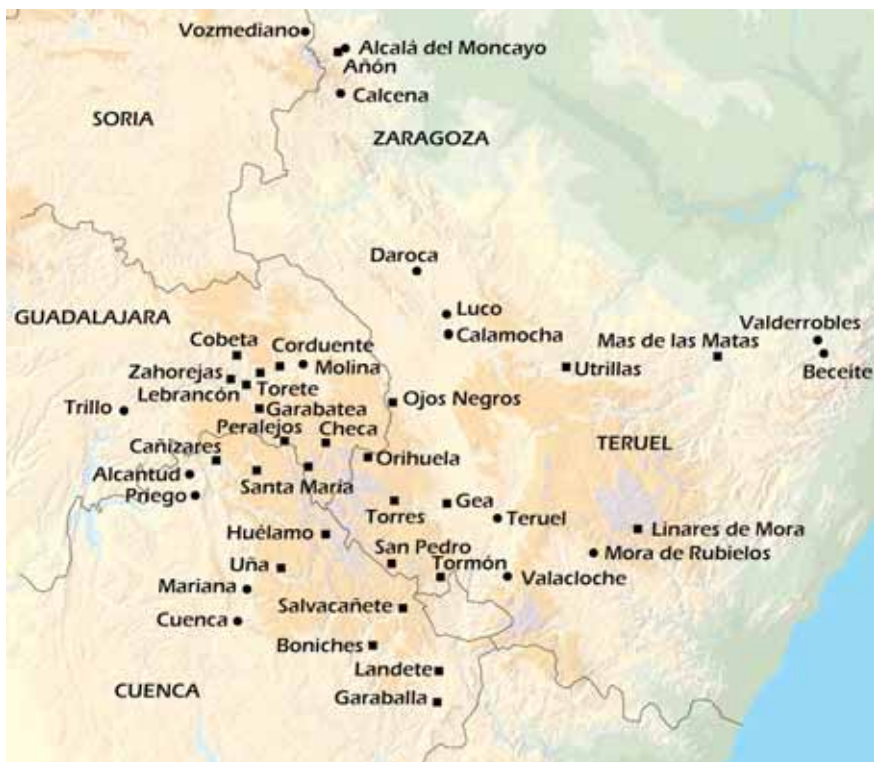 Vozmediano
Alcalá del Moncayo
Añón
Calcena
SORIA
ZARAGOZA
Daroca
Luco
GUADALAJARA
Calamocha
Valderrobles
Cobeta
Corduente
Mas de las Matas
Molina
Utrillas
Beceite
Zahorejas
Lebrancón
Torete
Trillo
Garabatea
Ojos Negros
Peralejos
Checa
TERUEL
Cañizares
Orihuela
Alcantud
Santa María
Priego
Torres
Gea
Teruel
Huélamo
Linares de Mora
San Pedro
Mora de Rubielos
Uña
Tormón
Valacloche
Mariana
Salvacañete
Cuenca
Boniches
Landete
CUENCA
Garaballa